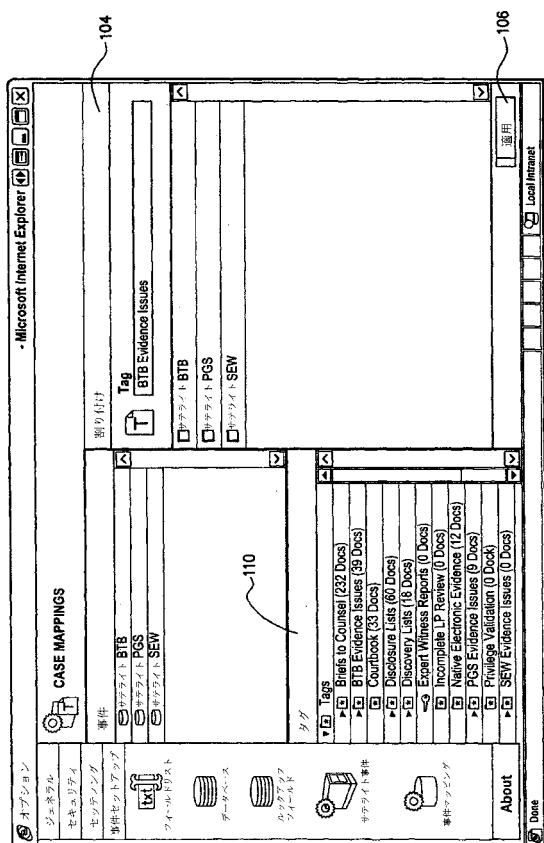 オプション
- Microsoft Internet Explorer
ジェネラル
セキュリティ
セッティング
事件セットアップ
txt
フィールドリスト
データベース
ルックアップ
フィールド
サテライト事件
事件マッピング
About
T
CASE MAPPINGS
事件
サテライト BTB
サテライト PGS
サテライト SEW
110
タグ
Tags
Briefs to Counsel (232 Docs)
BTB Evidence Issues (39 Docs)
Courtbook (33 Docs)
Disclosure Lists (60 Docs)
Discovery Lists (18 Docs)
Expert Witness Reports (0 Docs)
Incomplete LP Review (0 Docs)
Native Electronic Evidence (12 Docs)
PGS Evidence Issues (9 Docs)
Privilege Validation (0 Dock)
SEW Evidence Issues (0 Docs)
割り付け
104
T
Tag
BTB Evidence Issues
サテライト BTB
サテライト PGS
サテライト SEW
適用
106
Done
Local Intranet